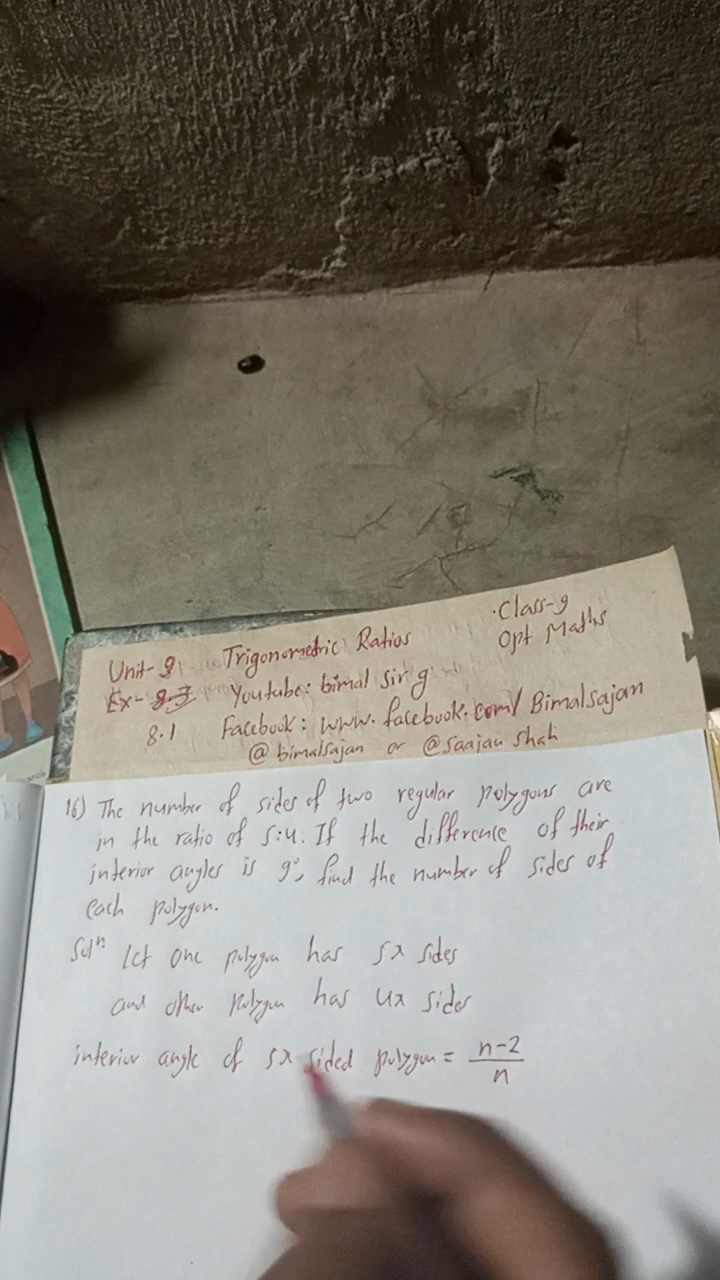 Unit-9 Trigonometric Ratios
Class-9
Opt Maths
Ex- 8.3 Youtube: bimal sir g
8.1 Facebook: www.facebook.com/Bimalsajan
@bimalsajan or @saajan shah
16) The number of sides of two regular polygons are
in the ratio of 5:4. If the difference of their
interior angles is 9°, find the number of sides of
each polygon.
Solⁿ Let one polygon has 5x sides
and other polygon has 4x sides
interior angle of 5x sided polygon = n-2/n